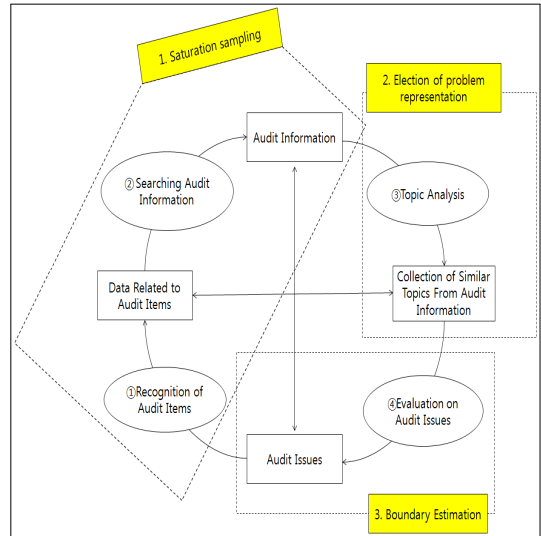 1. Saturation sampling
2. Election of problem
representation
Audit Information
②Searching Audit
Information
③Topic Analysis
Data Related to
Audit Items
Collection of Similar
Topics From Audit
Information
①Recognition of
Audit Items
④Evaluation on
Audit Issues
Audit Issues
3. Boundary Estimation